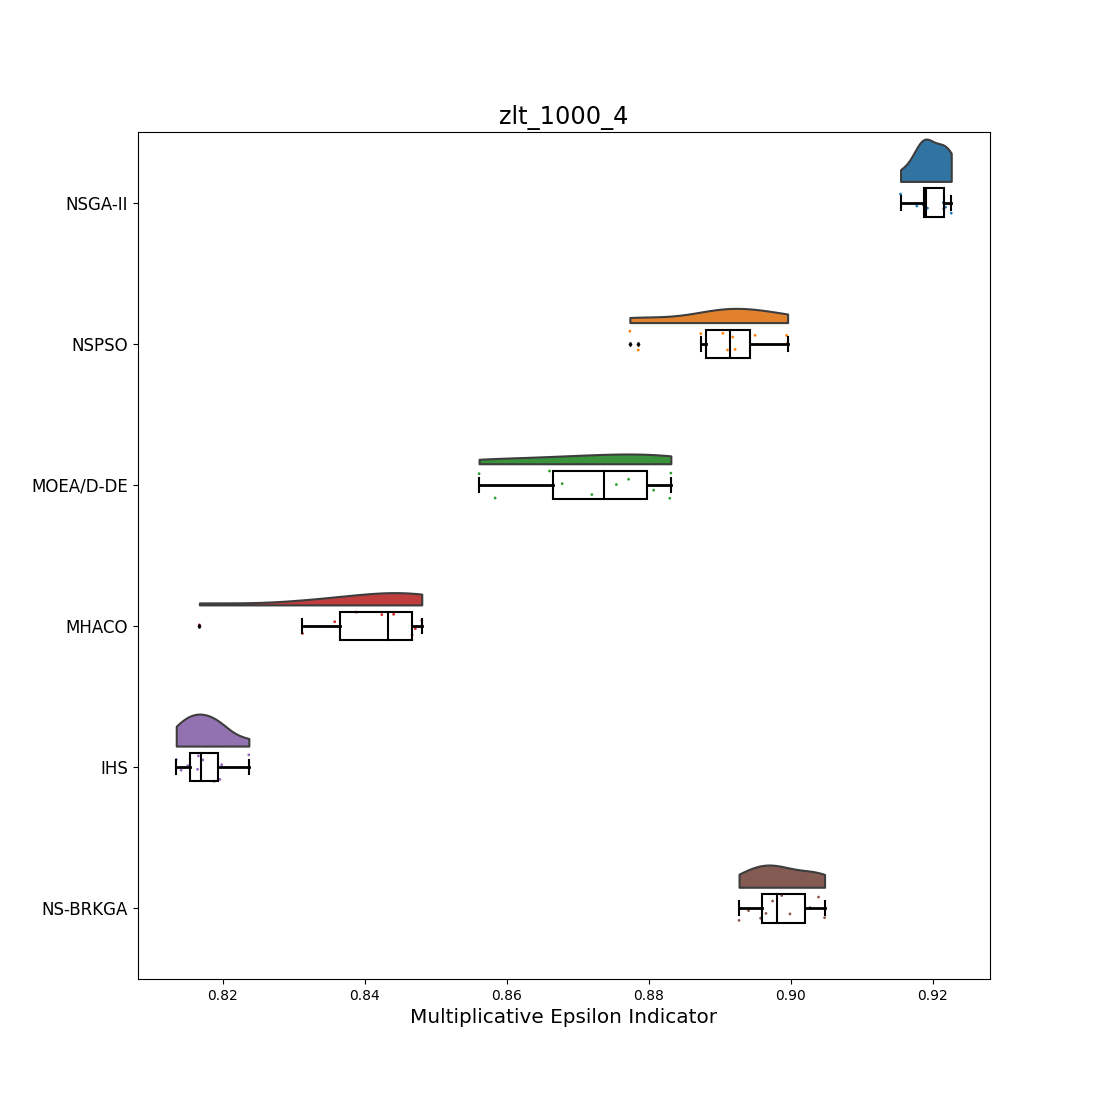 zlt_1000_4
NSGA-II
NSPSO
MOEA/D-DE
MHACO
IHS
NS-BRKGA
0.82 0.84 0.86 0.88 0.90 0.92
Multiplicative Epsilon Indicator